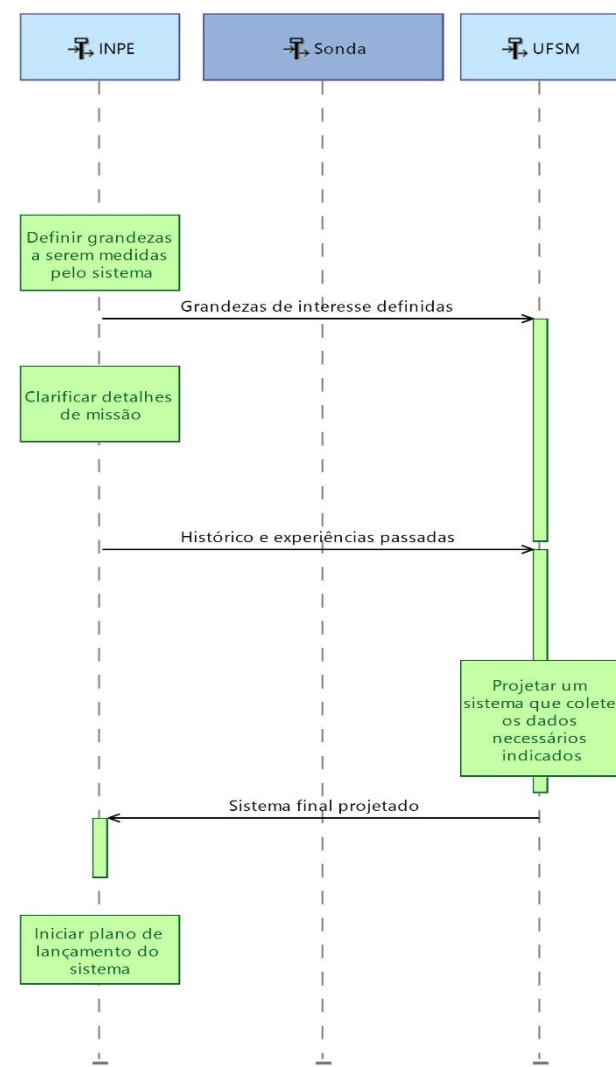 INPE
Sonda
UFSM
Definir grandezas
a serem medidas
pelo sistema
Grandezas de interesse definidas
Clarificar detalhes
de missão
Histórico e experiências passadas
Projetar um
sistema que colete
os dados
necessários
indicados
Sistema final projetado
Iniciar plano de
lançamento do
sistema